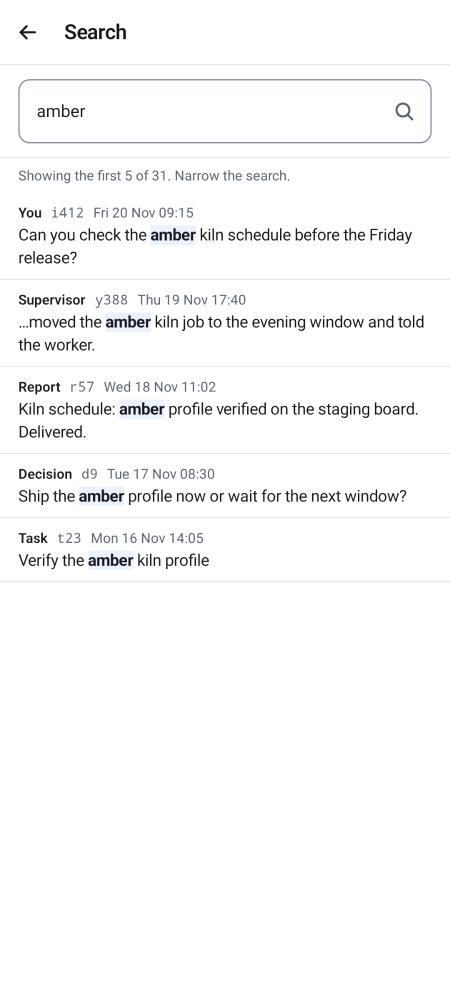 Search
amber
Showing the first 5 of 31. Narrow the search.
You i412 Fri 20 Nov 09:15
Can you check the amber kiln schedule before the Friday
release?
Supervisor y388 Thu 19 Nov 17:40
…moved the amber kiln job to the evening window and told
the worker.
Report r57 Wed 18 Nov 11:02
Kiln schedule: amber profile verified on the staging board.
Delivered.
Decision d9 Tue 17 Nov 08:30
Ship the amber profile now or wait for the next window?
Task t23 Mon 16 Nov 14:05
Verify the amber kiln profile